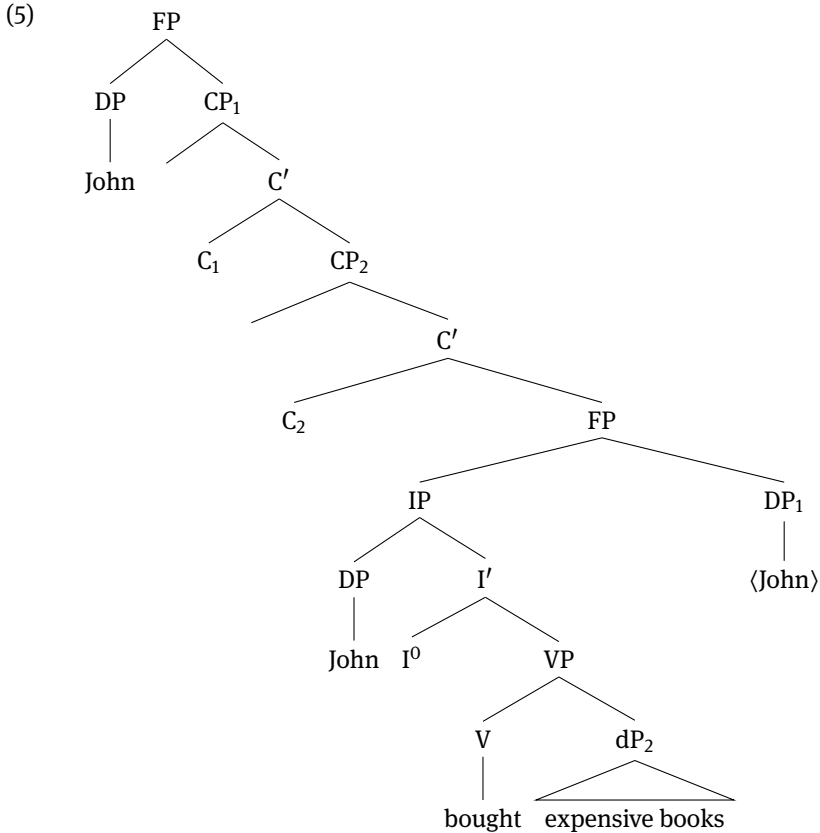 (5)
FP
DP CP₁
John C′
C₁ CP₂
C′
C₂ FP
IP DP₁
DP I′ ⟨John⟩
John I⁰ VP
V dP₂
bought expensive books